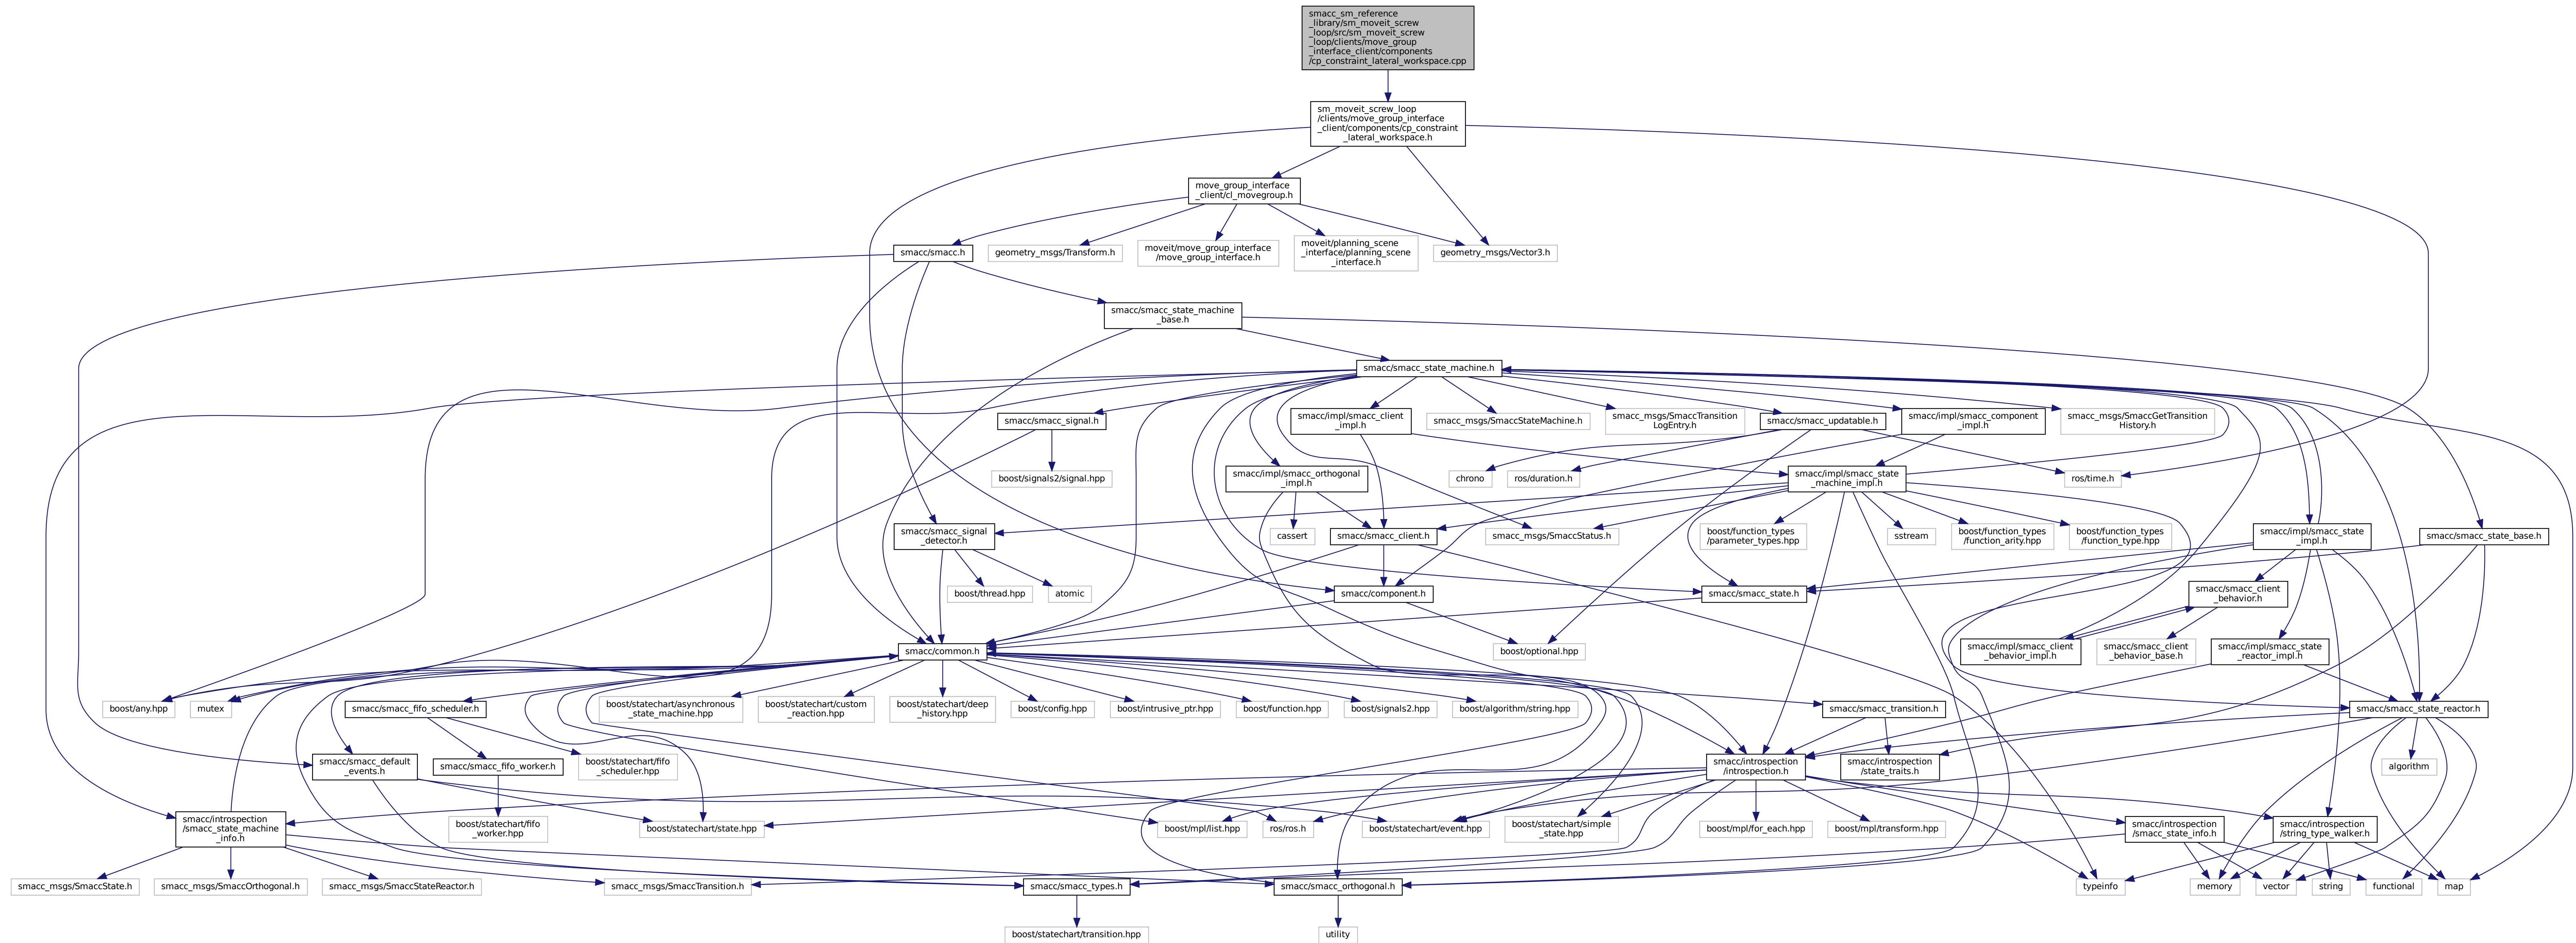 smacc_sm_reference
_library/sm_moveit_screw
_loop/src/sm_moveit_screw
_loop/clients/move_group
_interface_client/components
/cp_constraint_lateral_workspace.cpp
sm_moveit_screw_loop
/clients/move_group_interface
_client/components/cp_constraint
_lateral_workspace.h
move_group_interface
_client/cl_movegroup.h
smacc/smacc.h
geometry_msgs/Transform.h
moveit/move_group_interface
/move_group_interface.h
moveit/planning_scene
_interface/planning_scene
_interface.h
geometry_msgs/Vector3.h
smacc/smacc_state_machine
_base.h
smacc/smacc_state_machine.h
smacc/smacc_signal.h
smacc/impl/smacc_client
_impl.h
smacc_msgs/SmaccStateMachine.h
smacc_msgs/SmaccTransition
LogEntry.h
smacc/smacc_updatable.h
smacc/impl/smacc_component
_impl.h
smacc_msgs/SmaccGetTransition
History.h
boost/signals2/signal.hpp
smacc/impl/smacc_orthogonal
_impl.h
chrono
ros/duration.h
smacc/impl/smacc_state
_machine_impl.h
ros/time.h
smacc/smacc_signal
_detector.h
cassert
smacc/smacc_client.h
smacc_msgs/SmaccStatus.h
boost/function_types
/parameter_types.hpp
sstream
boost/function_types
/function_arity.hpp
boost/function_types
/function_type.hpp
smacc/impl/smacc_state
_impl.h
smacc/smacc_state_base.h
boost/thread.hpp
atomic
smacc/component.h
smacc/smacc_state.h
smacc/smacc_client
_behavior.h
smacc/common.h
boost/optional.hpp
smacc/impl/smacc_client
_behavior_impl.h
smacc/smacc_client
_behavior_base.h
smacc/impl/smacc_state
_reactor_impl.h
boost/any.hpp
mutex
smacc/smacc_fifo_scheduler.h
boost/statechart/asynchronous
_state_machine.hpp
boost/statechart/custom
_reaction.hpp
boost/statechart/deep
_history.hpp
boost/config.hpp
boost/intrusive_ptr.hpp
boost/function.hpp
boost/signals2.hpp
boost/algorithm/string.hpp
smacc/smacc_transition.h
smacc/smacc_state_reactor.h
smacc/smacc_default
_events.h
smacc/smacc_fifo_worker.h
boost/statechart/fifo
_scheduler.hpp
smacc/introspection
/introspection.h
smacc/introspection
/state_traits.h
algorithm
smacc/introspection
/smacc_state_machine
_info.h
boost/statechart/fifo
_worker.hpp
boost/statechart/state.hpp
boost/mpl/list.hpp
ros/ros.h
boost/statechart/event.hpp
boost/statechart/simple
_state.hpp
boost/mpl/for_each.hpp
boost/mpl/transform.hpp
smacc/introspection
/smacc_state_info.h
smacc/introspection
/string_type_walker.h
smacc_msgs/SmaccState.h
smacc_msgs/SmaccOrthogonal.h
smacc_msgs/SmaccStateReactor.h
smacc_msgs/SmaccTransition.h
smacc/smacc_types.h
smacc/smacc_orthogonal.h
typeinfo
memory
vector
string
functional
map
boost/statechart/transition.hpp
utility